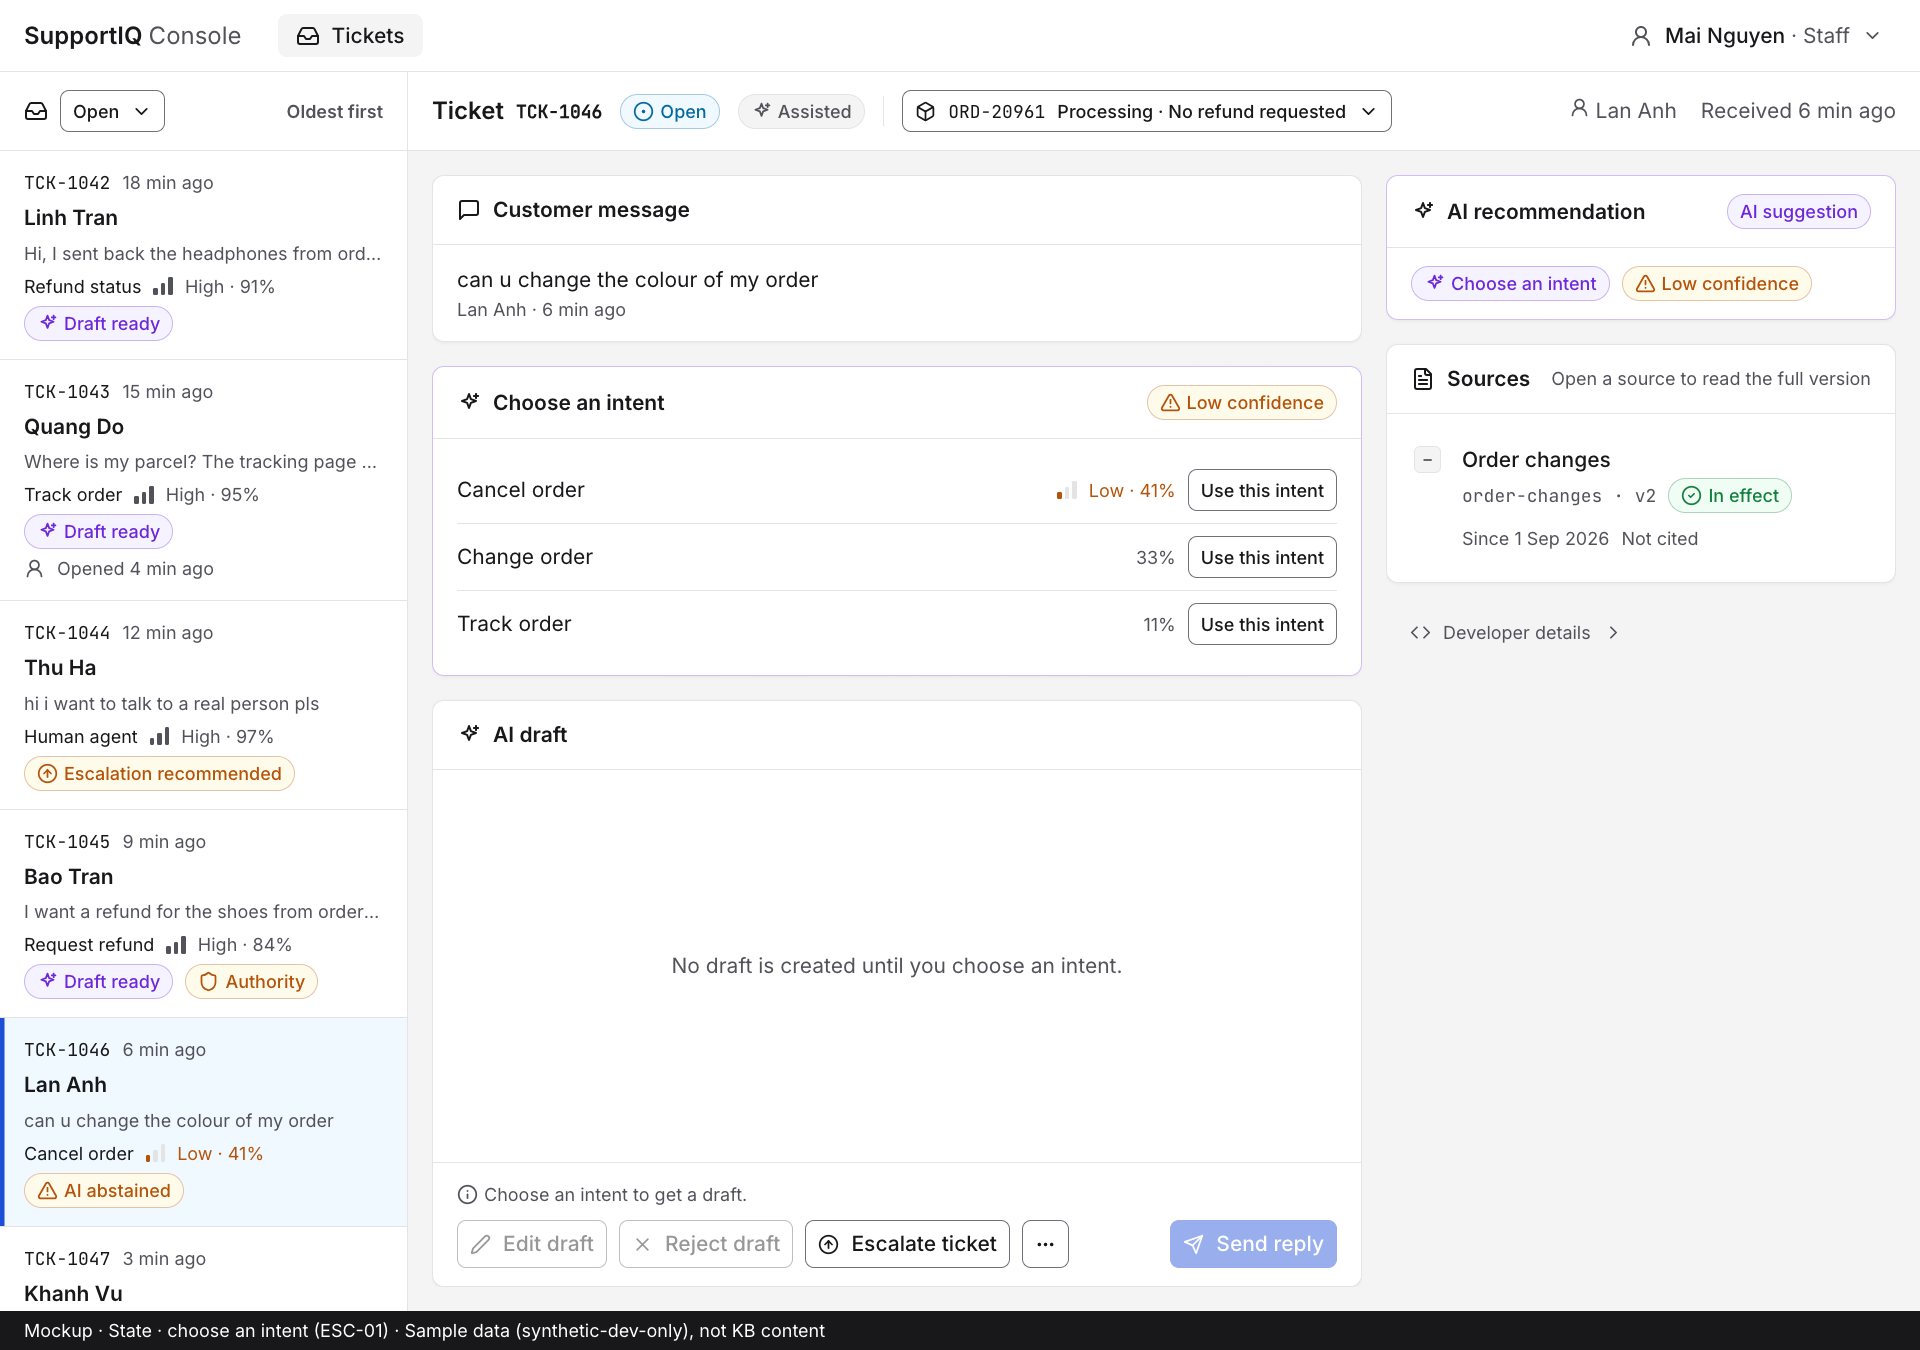 SupportIQ Console
Tickets
Mai Nguyen · Staff
Open
Oldest first
TCK-1042 18 min ago
Linh Tran
Hi, I sent back the headphones from ord...
Refund status High · 91%
Draft ready
TCK-1043 15 min ago
Quang Do
Where is my parcel? The tracking page ...
Track order High · 95%
Draft ready
Opened 4 min ago
TCK-1044 12 min ago
Thu Ha
hi i want to talk to a real person pls
Human agent High · 97%
Escalation recommended
TCK-1045 9 min ago
Bao Tran
I want a refund for the shoes from order...
Request refund High · 84%
Draft ready Authority
TCK-1046 6 min ago
Lan Anh
can u change the colour of my order
Cancel order Low · 41%
AI abstained
TCK-1047 3 min ago
Khanh Vu
Ticket TCK-1046 Open Assisted ORD-20961 Processing · No refund requested Lan Anh Received 6 min ago
Customer message
can u change the colour of my order
Lan Anh · 6 min ago
Choose an intent Low confidence
Cancel order Low · 41% Use this intent
Change order 33% Use this intent
Track order 11% Use this intent
AI draft
No draft is created until you choose an intent.
Choose an intent to get a draft.
Edit draft Reject draft Escalate ticket ... Send reply
AI recommendation AI suggestion
Choose an intent Low confidence
Sources Open a source to read the full version
Order changes
order-changes · v2 In effect
Since 1 Sep 2026 Not cited
Developer details
Mockup · State · choose an intent (ESC-01) · Sample data (synthetic-dev-only), not KB content